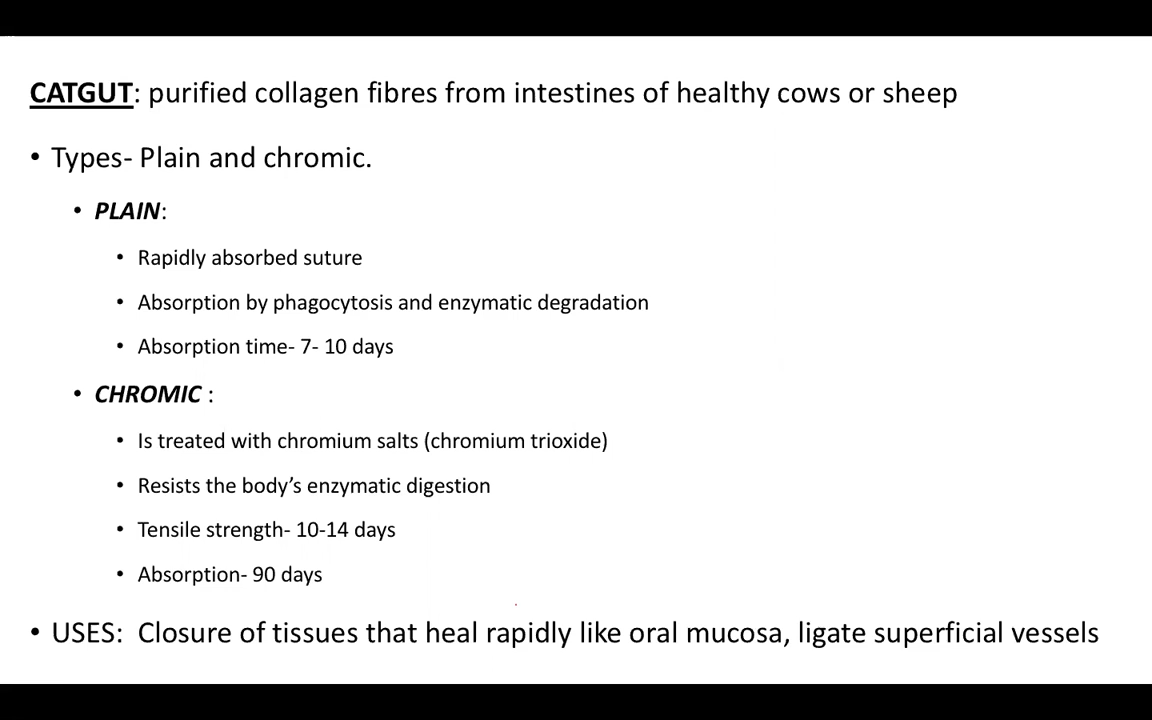 CATGUT: purified collagen fibres from intestines of healthy cows or sheep
• Types- Plain and chromic.
• PLAIN:
• Rapidly absorbed suture
• Absorption by phagocytosis and enzymatic degradation
• Absorption time- 7- 10 days
• CHROMIC :
• Is treated with chromium salts (chromium trioxide)
• Resists the body’s enzymatic digestion
• Tensile strength- 10-14 days
• Absorption- 90 days
• USES: Closure of tissues that heal rapidly like oral mucosa, ligate superficial vessels